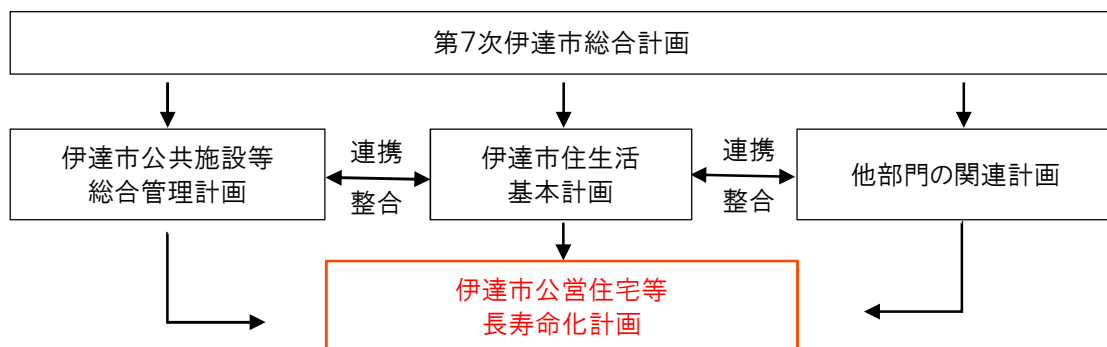 第7次伊達市総合計画
伊達市公共施設等
総合管理計画
連携
整合
伊達市住生活
基本計画
連携
整合
他部門の関連計画
伊達市公営住宅等
長寿命化計画